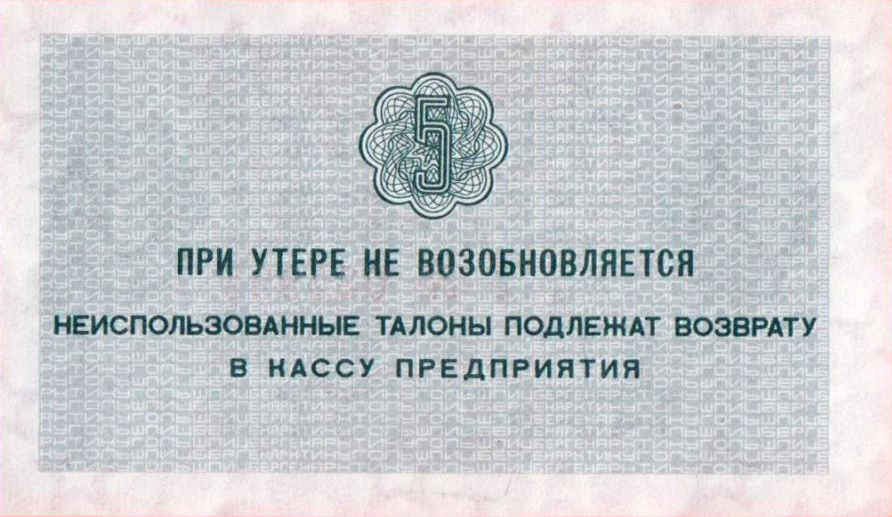 5
ПРИ УТЕРЕ НЕ ВОЗОБНОВЛЯЕТСЯ
НЕИСПОЛЬЗОВАННЫЕ ТАЛОНЫ ПОДЛЕЖАТ ВОЗВРАТУ
В КАССУ ПРЕДПРИЯТИЯ